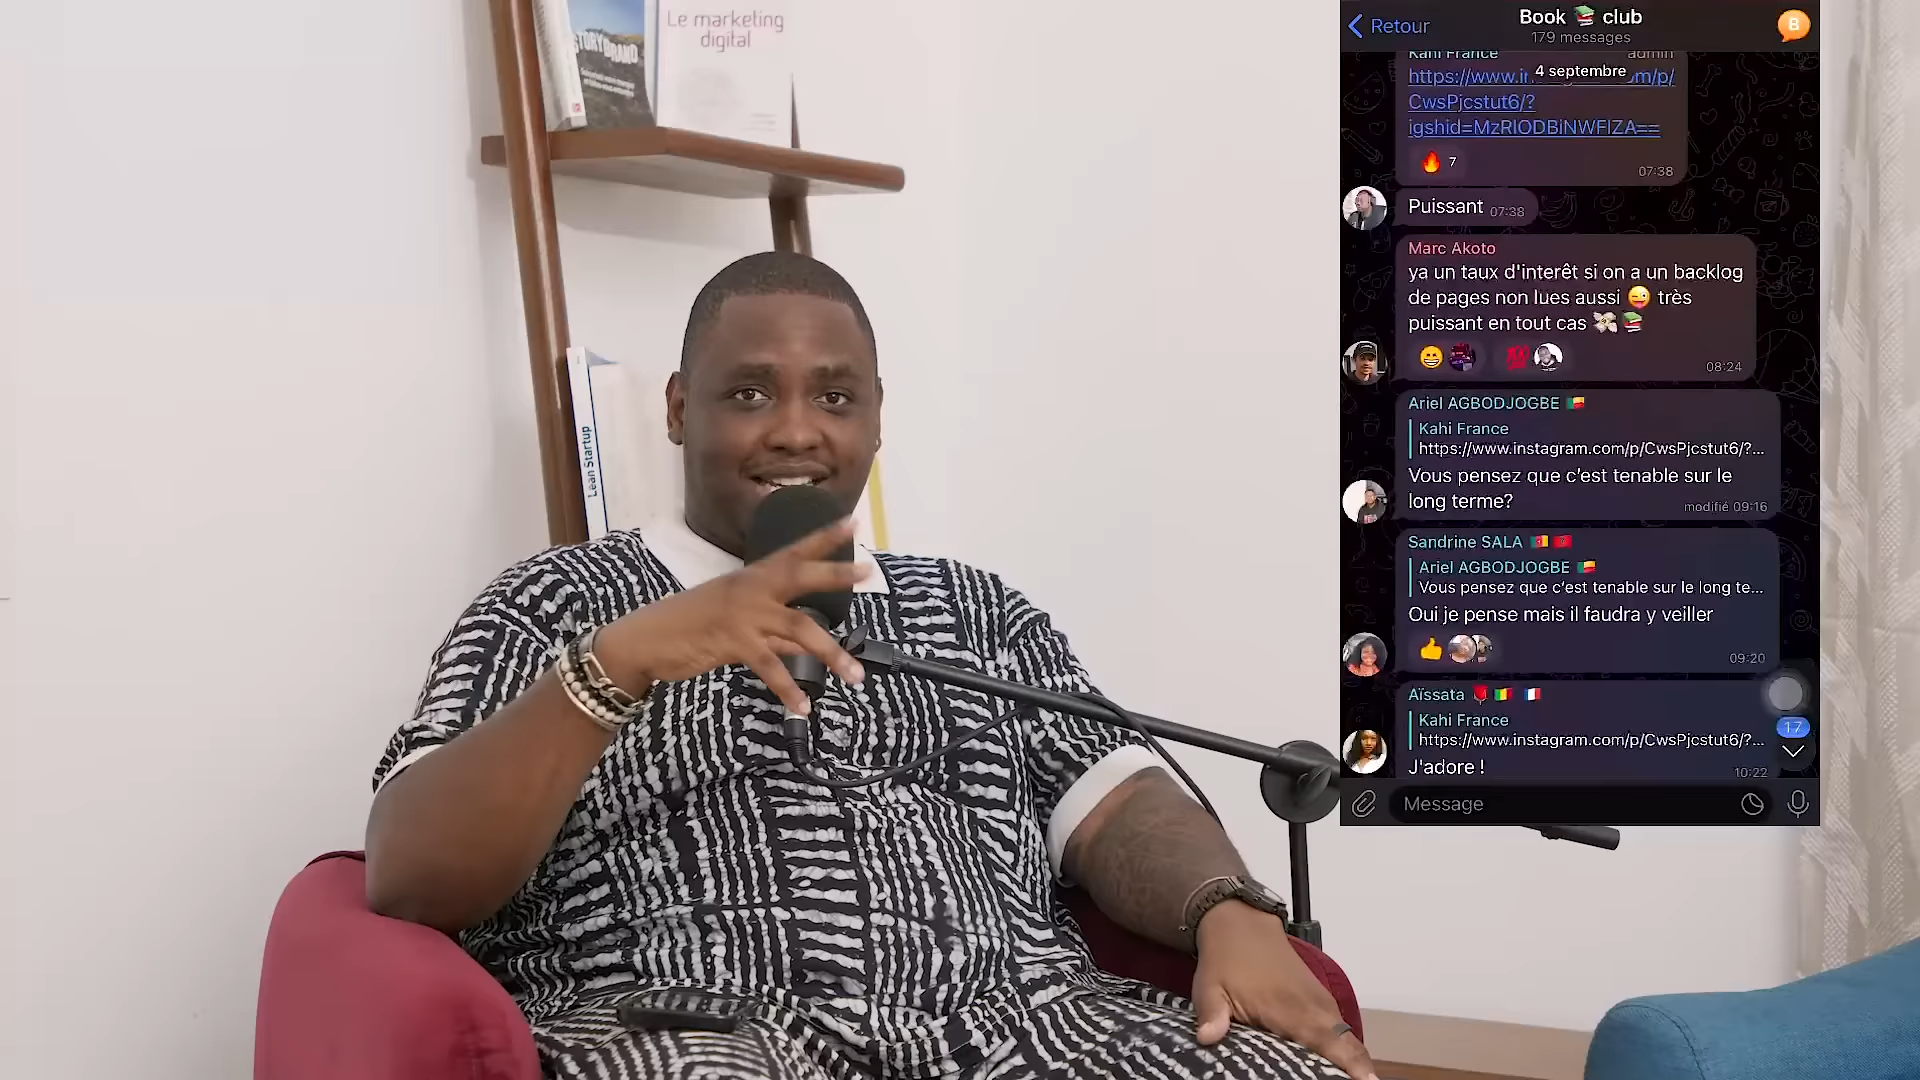 STORYBRAND
Le marketing
digital
Lean Startup
Retour
Book 📚 club
179 messages
B
Kahi France
admin
4 septembre
https://www.in m/p/
CwsPjcstut6/?
igshid=MzRlODBiNWFlZA==
🔥 7
07:38
Puissant 07:38
Marc Akoto
ya un taux d'interêt si on a un backlog
de pages non lues aussi 😜 très
puissant en tout cas 💸📚
😁 💯
08:24
Ariel AGBODJOGBE 🇧🇯
Kahi France
https://www.instagram.com/p/CwsPjcstut6/?...
Vous pensez que c’est tenable sur le
long terme?
modifié 09:16
Sandrine SALA 🇨🇲 🇲🇦
Ariel AGBODJOGBE 🇧🇯
Vous pensez que c’est tenable sur le long te...
Oui je pense mais il faudra y veiller
👍
09:20
Aïssata 🌹🇲🇱 🇫🇷
Kahi France
https://www.instagram.com/p/CwsPjcstut6/?...
J'adore !
10:22
17
Message